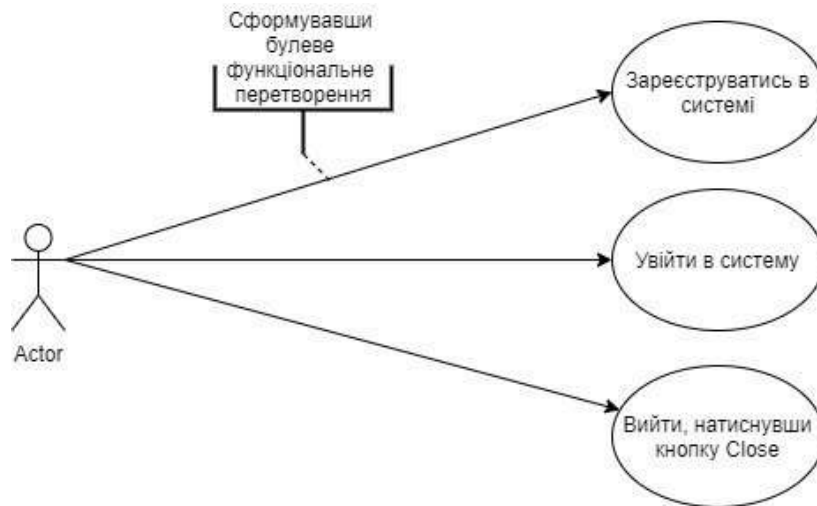 Сформувавши
булеве
функціональне
перетворення
Зареєструватись в
системі
Увійти в систему
Actor
Вийти, натиснувши
кнопку Close